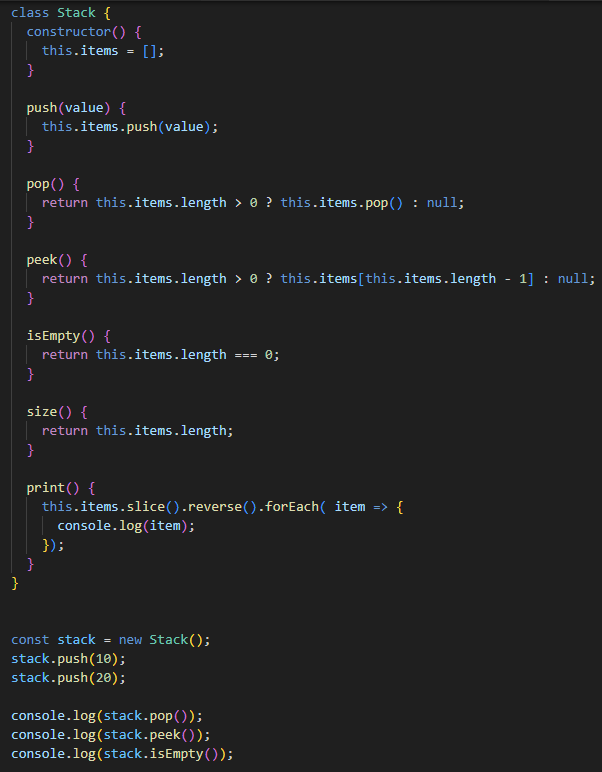 class Stack {
  constructor() {
    this.items = [];
  }

  push(value) {
    this.items.push(value);
  }

  pop() {
    return this.items.length > 0 ? this.items.pop() : null;
  }

  peek() {
    return this.items.length > 0 ? this.items[this.items.length - 1] : null;
  }

  isEmpty() {
    return this.items.length === 0;
  }

  size() {
    return this.items.length;
  }

  print() {
    this.items.slice().reverse().forEach( item => {
      console.log(item);
    });
  }
}


const stack = new Stack();
stack.push(10);
stack.push(20);

console.log(stack.pop());
console.log(stack.peek());
console.log(stack.isEmpty());